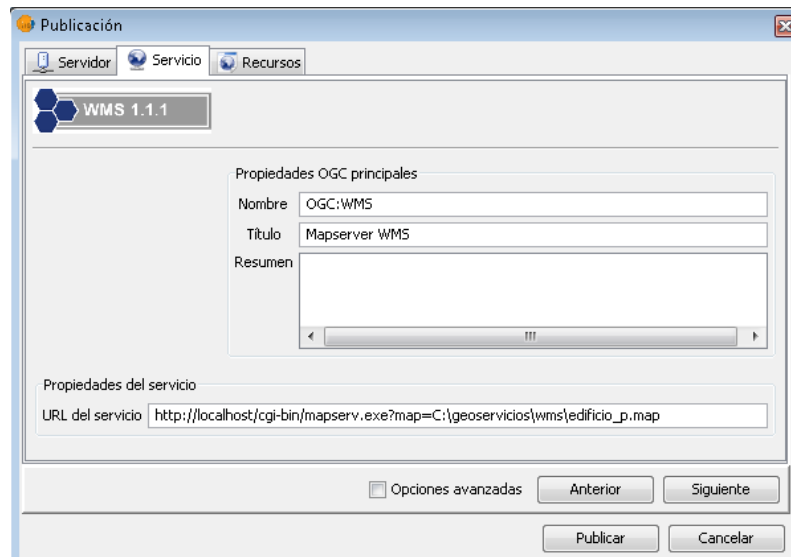 Publicación
Servidor Servicio Recursos
WMS 1.1.1
Propiedades OGC principales
Nombre OGC:WMS
Título Mapserver WMS
Resumen
Propiedades del servicio
URL del servicio http://localhost/cgi-bin/mapserv.exe?map=C:\geoservicios\wms\edificio_p.map
Opciones avanzadas Anterior Siguiente
Publicar Cancelar